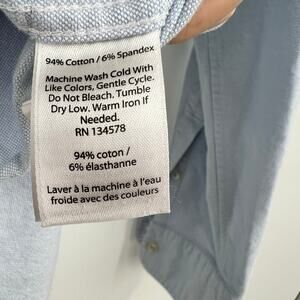 94% Cotton / 6% Spandex
Machine Wash Cold With
Like Colors, Gentle Cycle.
Do Not Bleach. Tumble
Dry Low. Warm Iron If
Needed.
RN 134578
94% coton /
6% élasthanne
Laver à la machine à l'eau
froide avec des couleurs